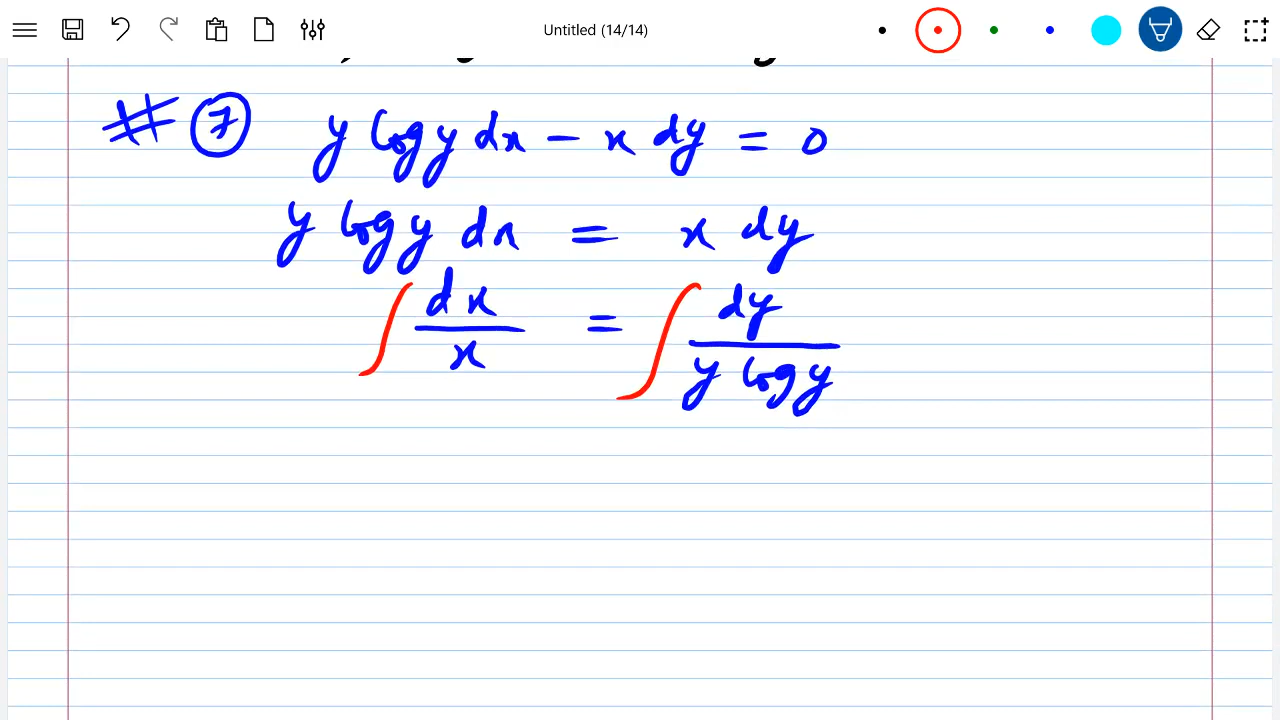 Untitled (14/14)
# ⑦ y log y dx − x dy = 0
y log y dx = x dy
∫ dx/x = ∫ dy/(y log y)